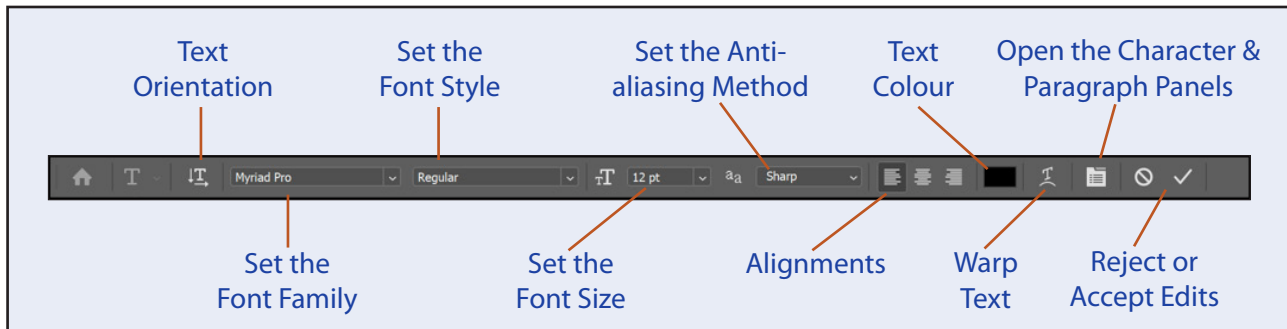 Text
Orientation
Set the
Font Style
Set the Anti-
aliasing Method
Text
Colour
Open the Character &
Paragraph Panels
T
T
Myriad Pro
Regular
TT
12 pt
aa
Sharp
T
Set the
Font Family
Set the
Font Size
Alignments
Warp
Text
Reject or
Accept Edits